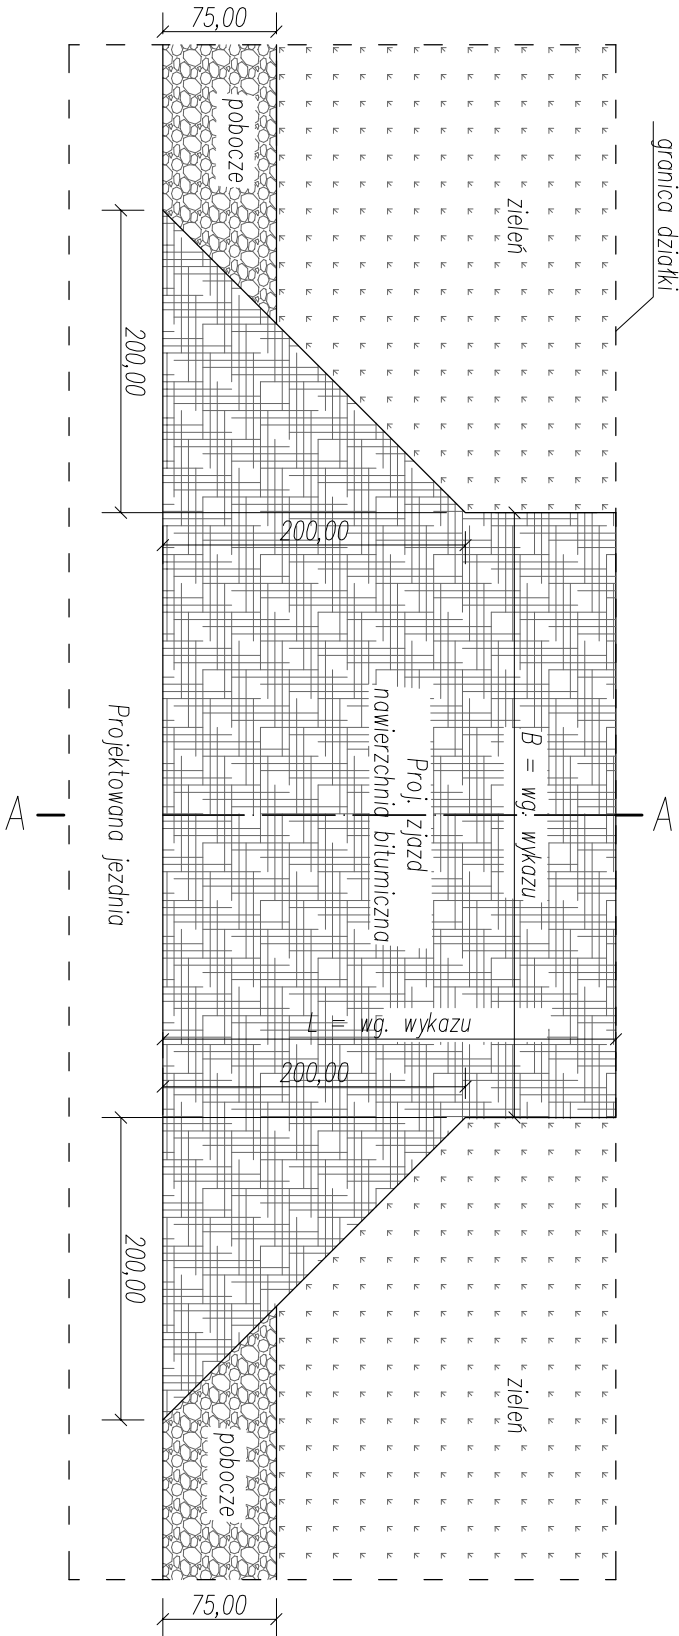 75,00
pobocze
zieleń
granica działki
200,00
200,00
Projektowana jezdnia
Proj. zjazd
nawierzchnia bitumiczna
B = wg. wykazu
A
A
L = wg. wykazu
200,00
200,00
zieleń
pobocze
75,00